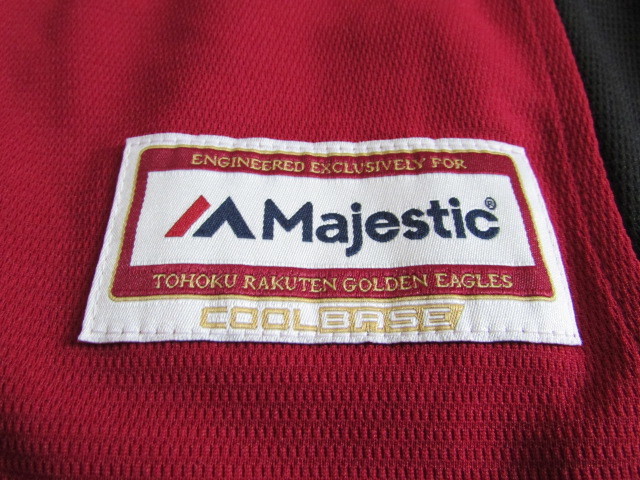 ENGINEERED EXCLUSIVELY FOR
Majestic®
TOHOKU RAKUTEN GOLDEN EAGLES
COOLBASE